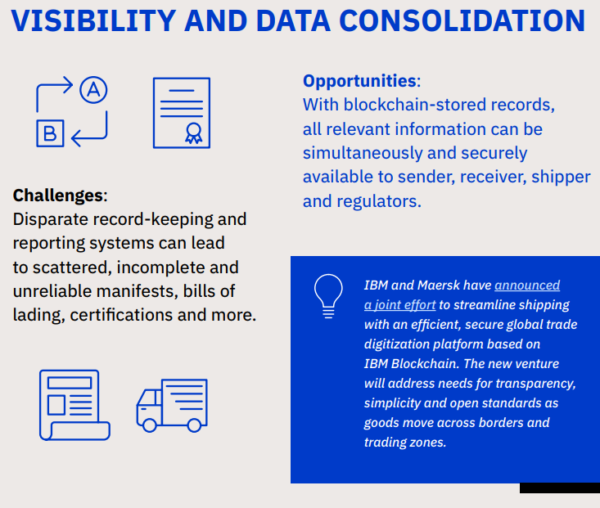 VISIBILITY AND DATA CONSOLIDATION
A
B
Challenges:
Disparate record-keeping and
reporting systems can lead
to scattered, incomplete and
unreliable manifests, bills of
lading, certifications and more.
Opportunities:
With blockchain-stored records,
all relevant information can be
simultaneously and securely
available to sender, receiver, shipper
and regulators.
IBM and Maersk have announced
a joint effort to streamline shipping
with an efficient, secure global trade
digitization platform based on
IBM Blockchain. The new venture
will address needs for transparency,
simplicity and open standards as
goods move across borders and
trading zones.